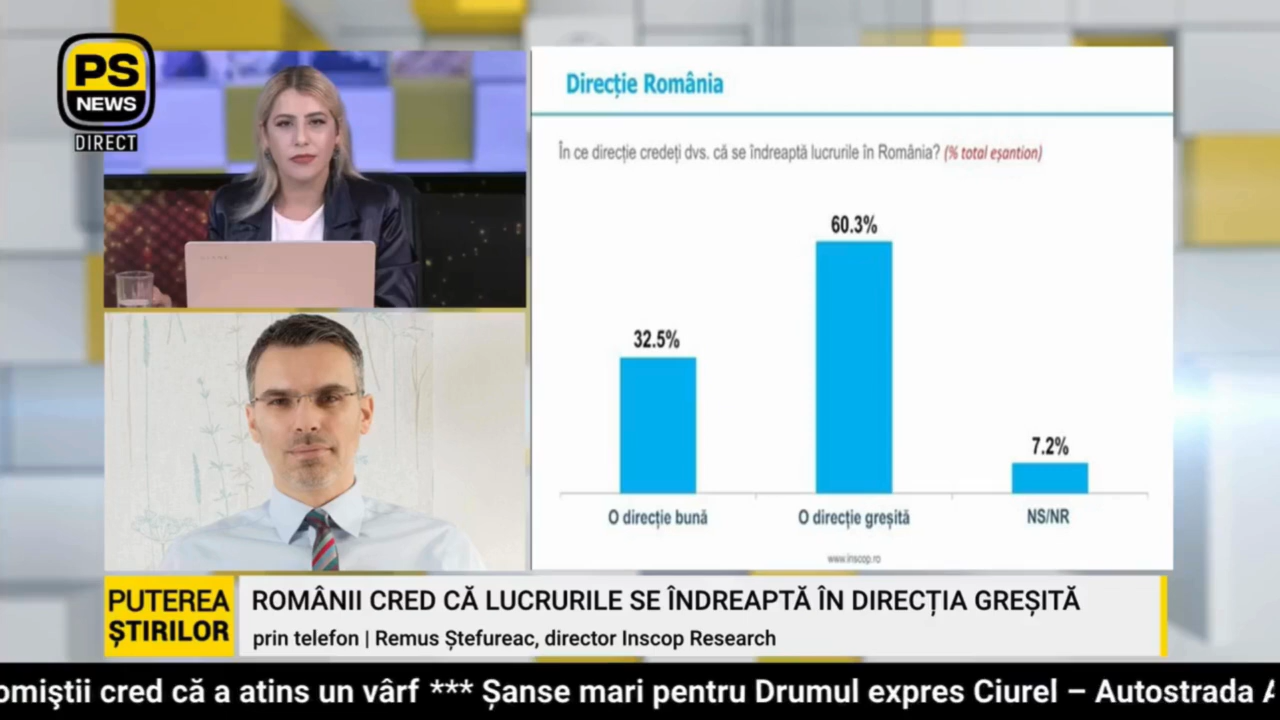 PS
NEWS
DIRECT
Direcție România
În ce direcție credeți dvs. că se îndreaptă lucrurile în România? (% total eșantion)
60.3%
32.5%
7.2%
O direcție bună
O direcție greșită
NS/NR
www.inscop.ro
PUTEREA
ȘTIRILOR
ROMÂNII CRED CĂ LUCRURILE SE ÎNDREAPTĂ ÎN DIRECȚIA GREȘITĂ
prin telefon | Remus Ștefureac, director Inscop Research
omiştii cred că a atins un vârf *** Șanse mari pentru Drumul expres Ciurel – Autostrada A